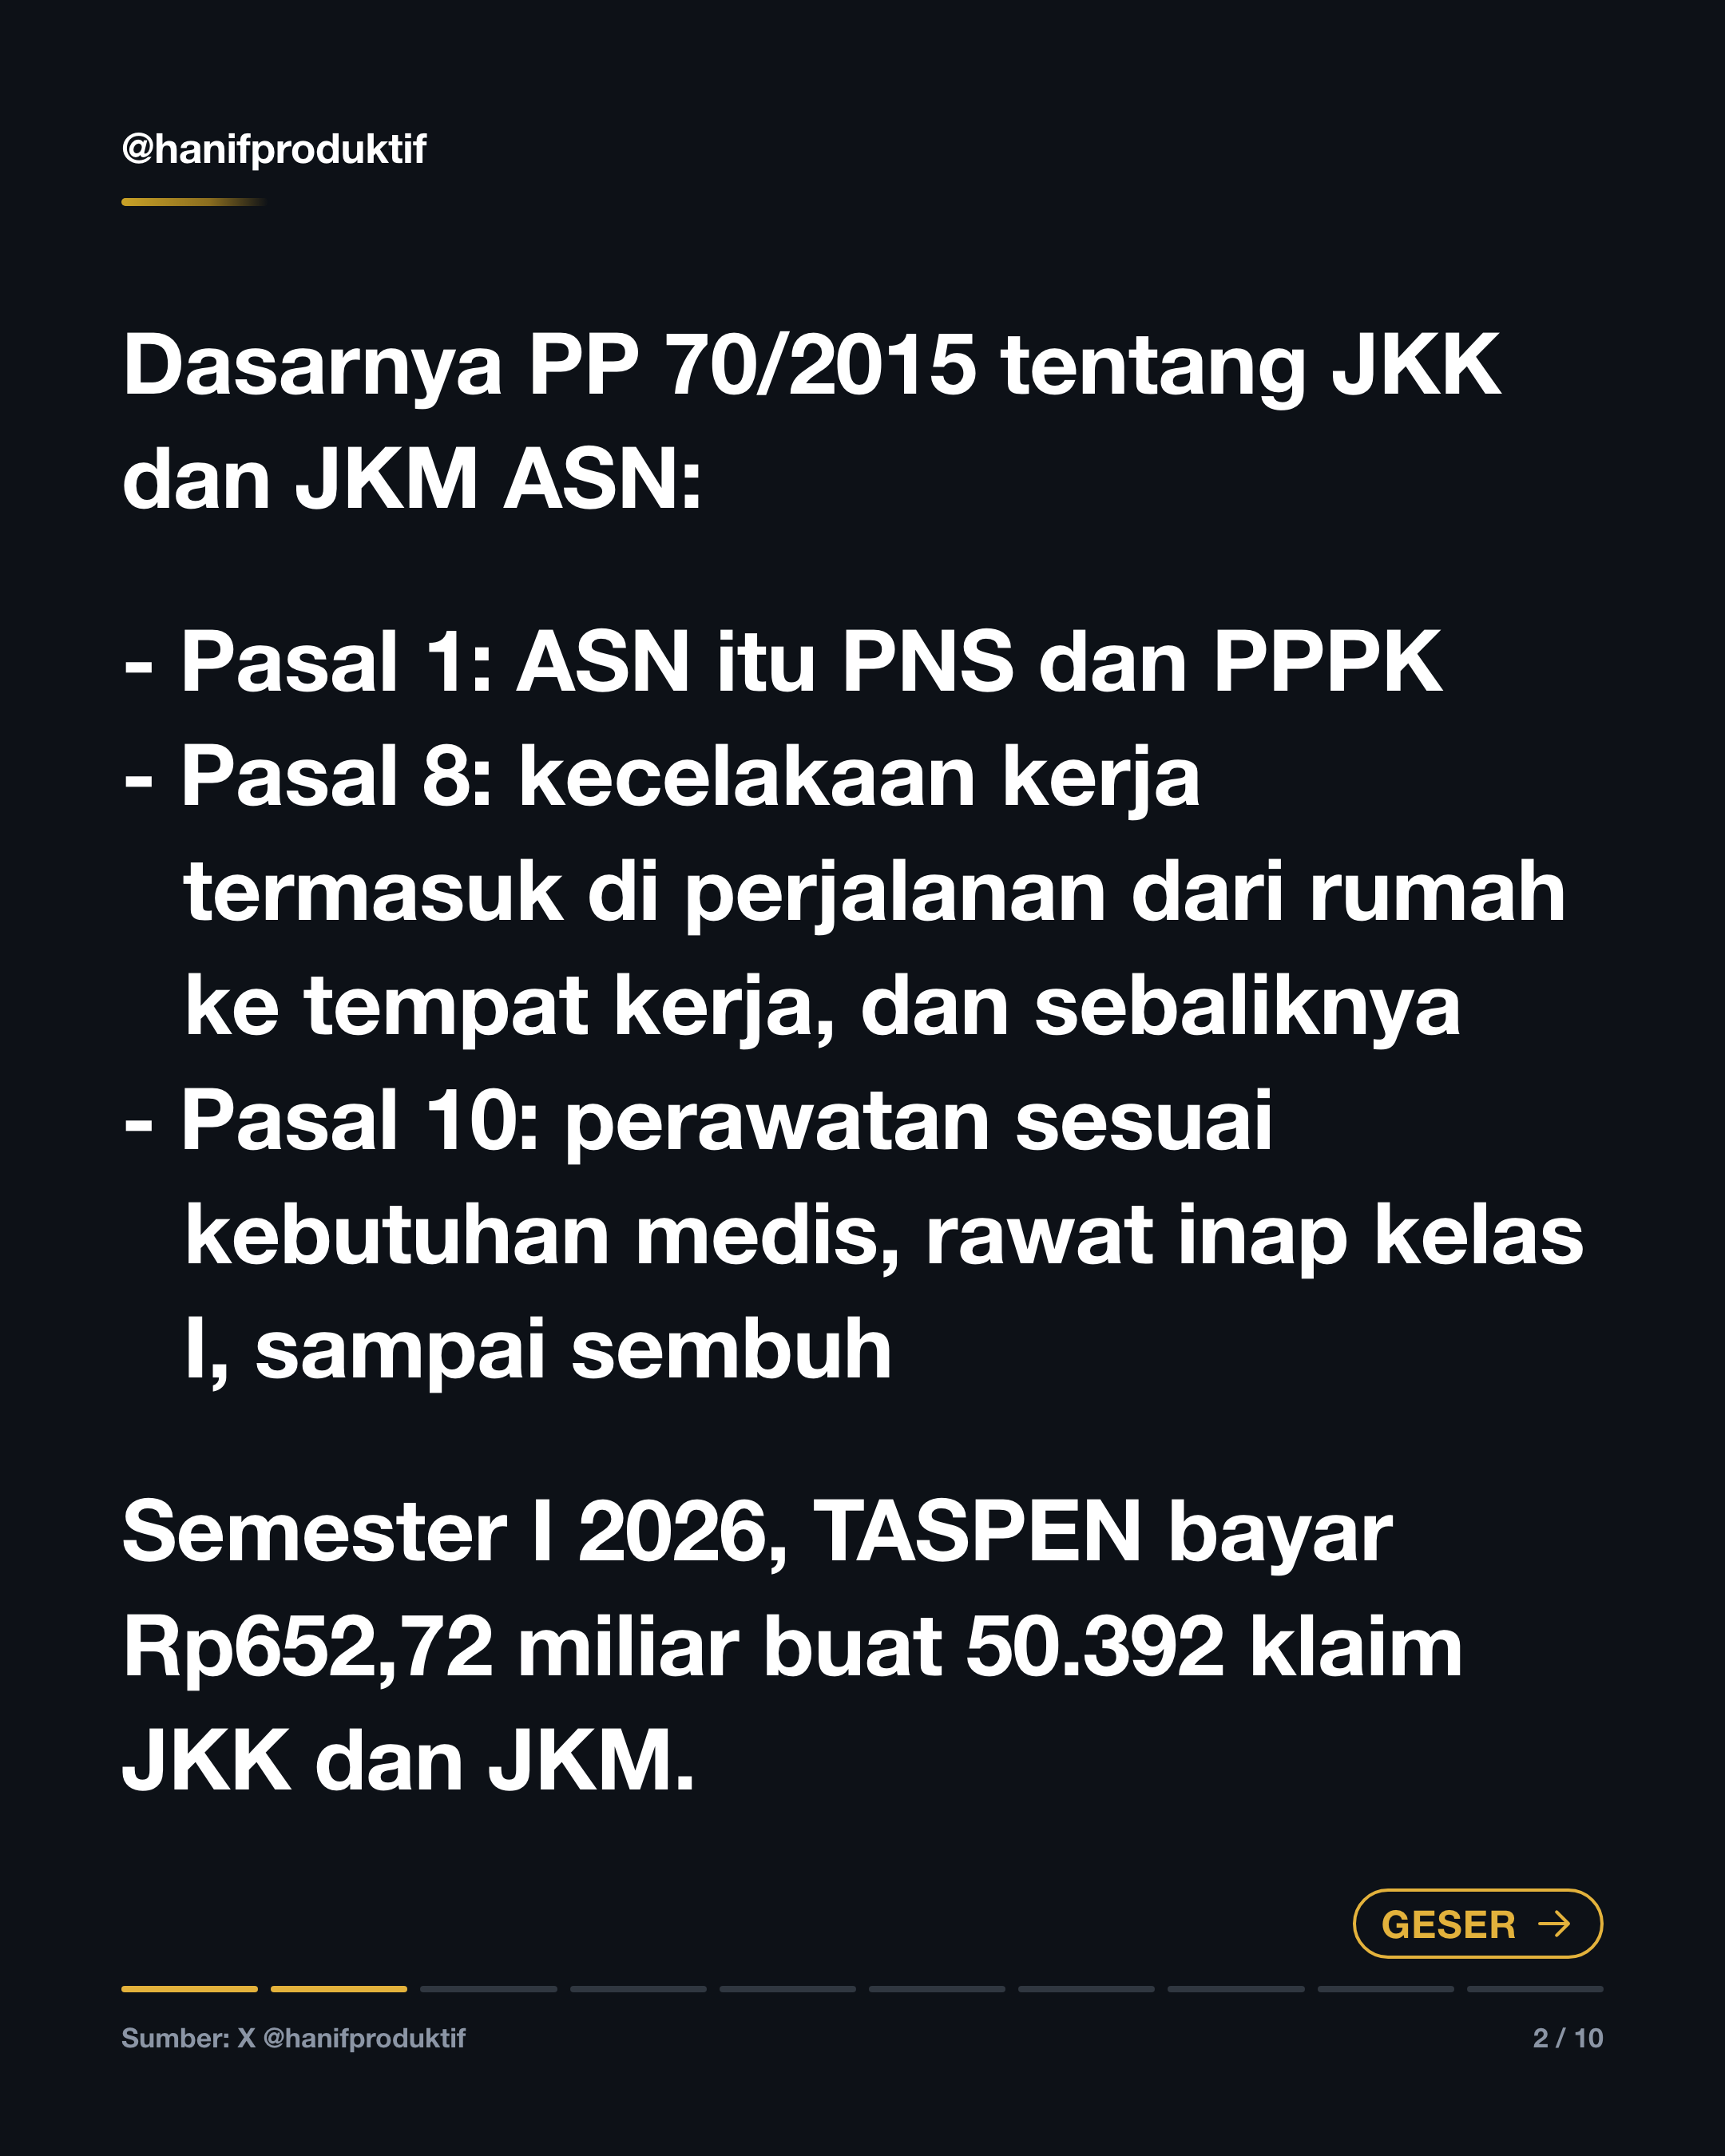 @hanifproduktif
Dasarnya PP 70/2015 tentang JKK
dan JKM ASN:
- Pasal 1: ASN itu PNS dan PPPK
- Pasal 8: kecelakaan kerja
termasuk di perjalanan dari rumah
ke tempat kerja, dan sebaliknya
- Pasal 10: perawatan sesuai
kebutuhan medis, rawat inap kelas
I, sampai sembuh
Semester I 2026, TASPEN bayar
Rp652,72 miliar buat 50.392 klaim
JKK dan JKM.
GESER →
Sumber: X @hanifproduktif
2 / 10